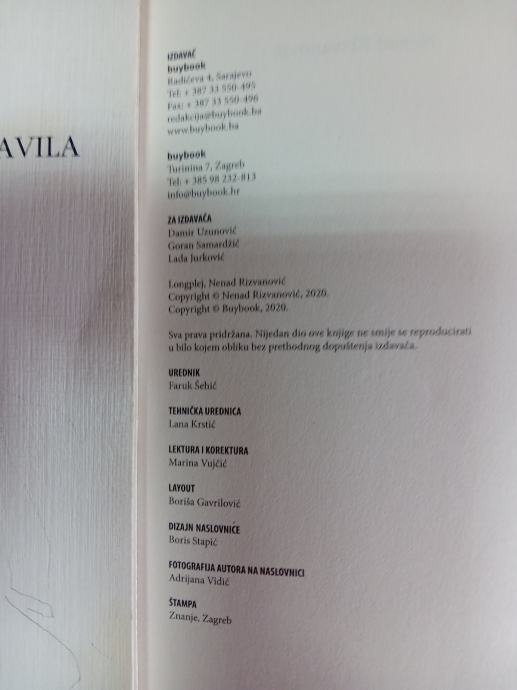 AVILA
IZDAVAČ
buybook
Radićeva 4, Sarajevo
Tel: + 387 33 550-495
Fax: + 387 33 550-496
redakcija@buybook.ba
www.buybook.ba
buybook
Turinina 7, Zagreb
Tel: + 385 98 232-813
info@buybook.hr
ZA IZDAVAČA
Damir Uzunović
Goran Samardžić
Lada Jurković
Longplej, Nenad Rizvanović
Copyright © Nenad Rizvanović, 2020.
Copyright © Buybook, 2020.
Sva prava pridržana. Nijedan dio ove knjige ne smije se reproducirati
u bilo kojem obliku bez prethodnog dopuštenja izdavača.
UREDNIK
Faruk Šehić
TEHNIČKA UREDNICA
Lana Krstić
LEKTURA I KOREKTURA
Marina Vujčić
LAYOUT
Boriša Gavrilović
DIZAJN NASLOVNICE
Boris Stapić
FOTOGRAFIJA AUTORA NA NASLOVNICI
Adrijana Vidić
ŠTAMPA
Znanje, Zagreb